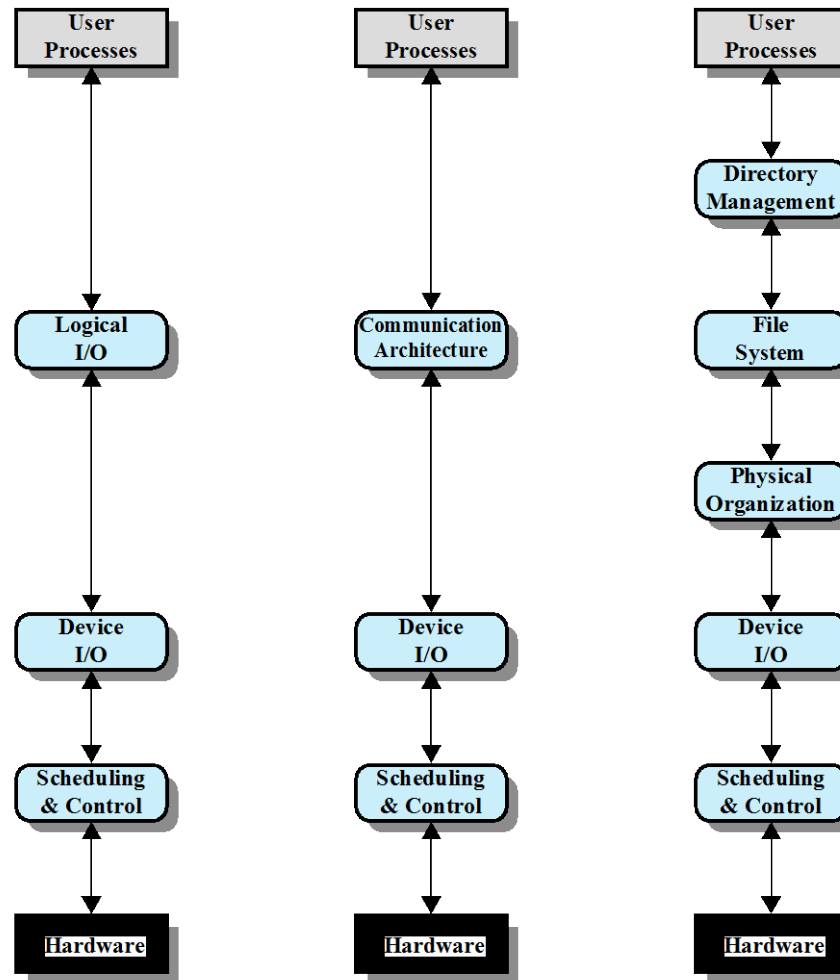 User
Processes
User
Processes
User
Processes
Directory
Management
Logical
I/O
Communication
Architecture
File
System
Physical
Organization
Device
I/O
Device
I/O
Device
I/O
Scheduling
& Control
Scheduling
& Control
Scheduling
& Control
Hardware
Hardware
Hardware